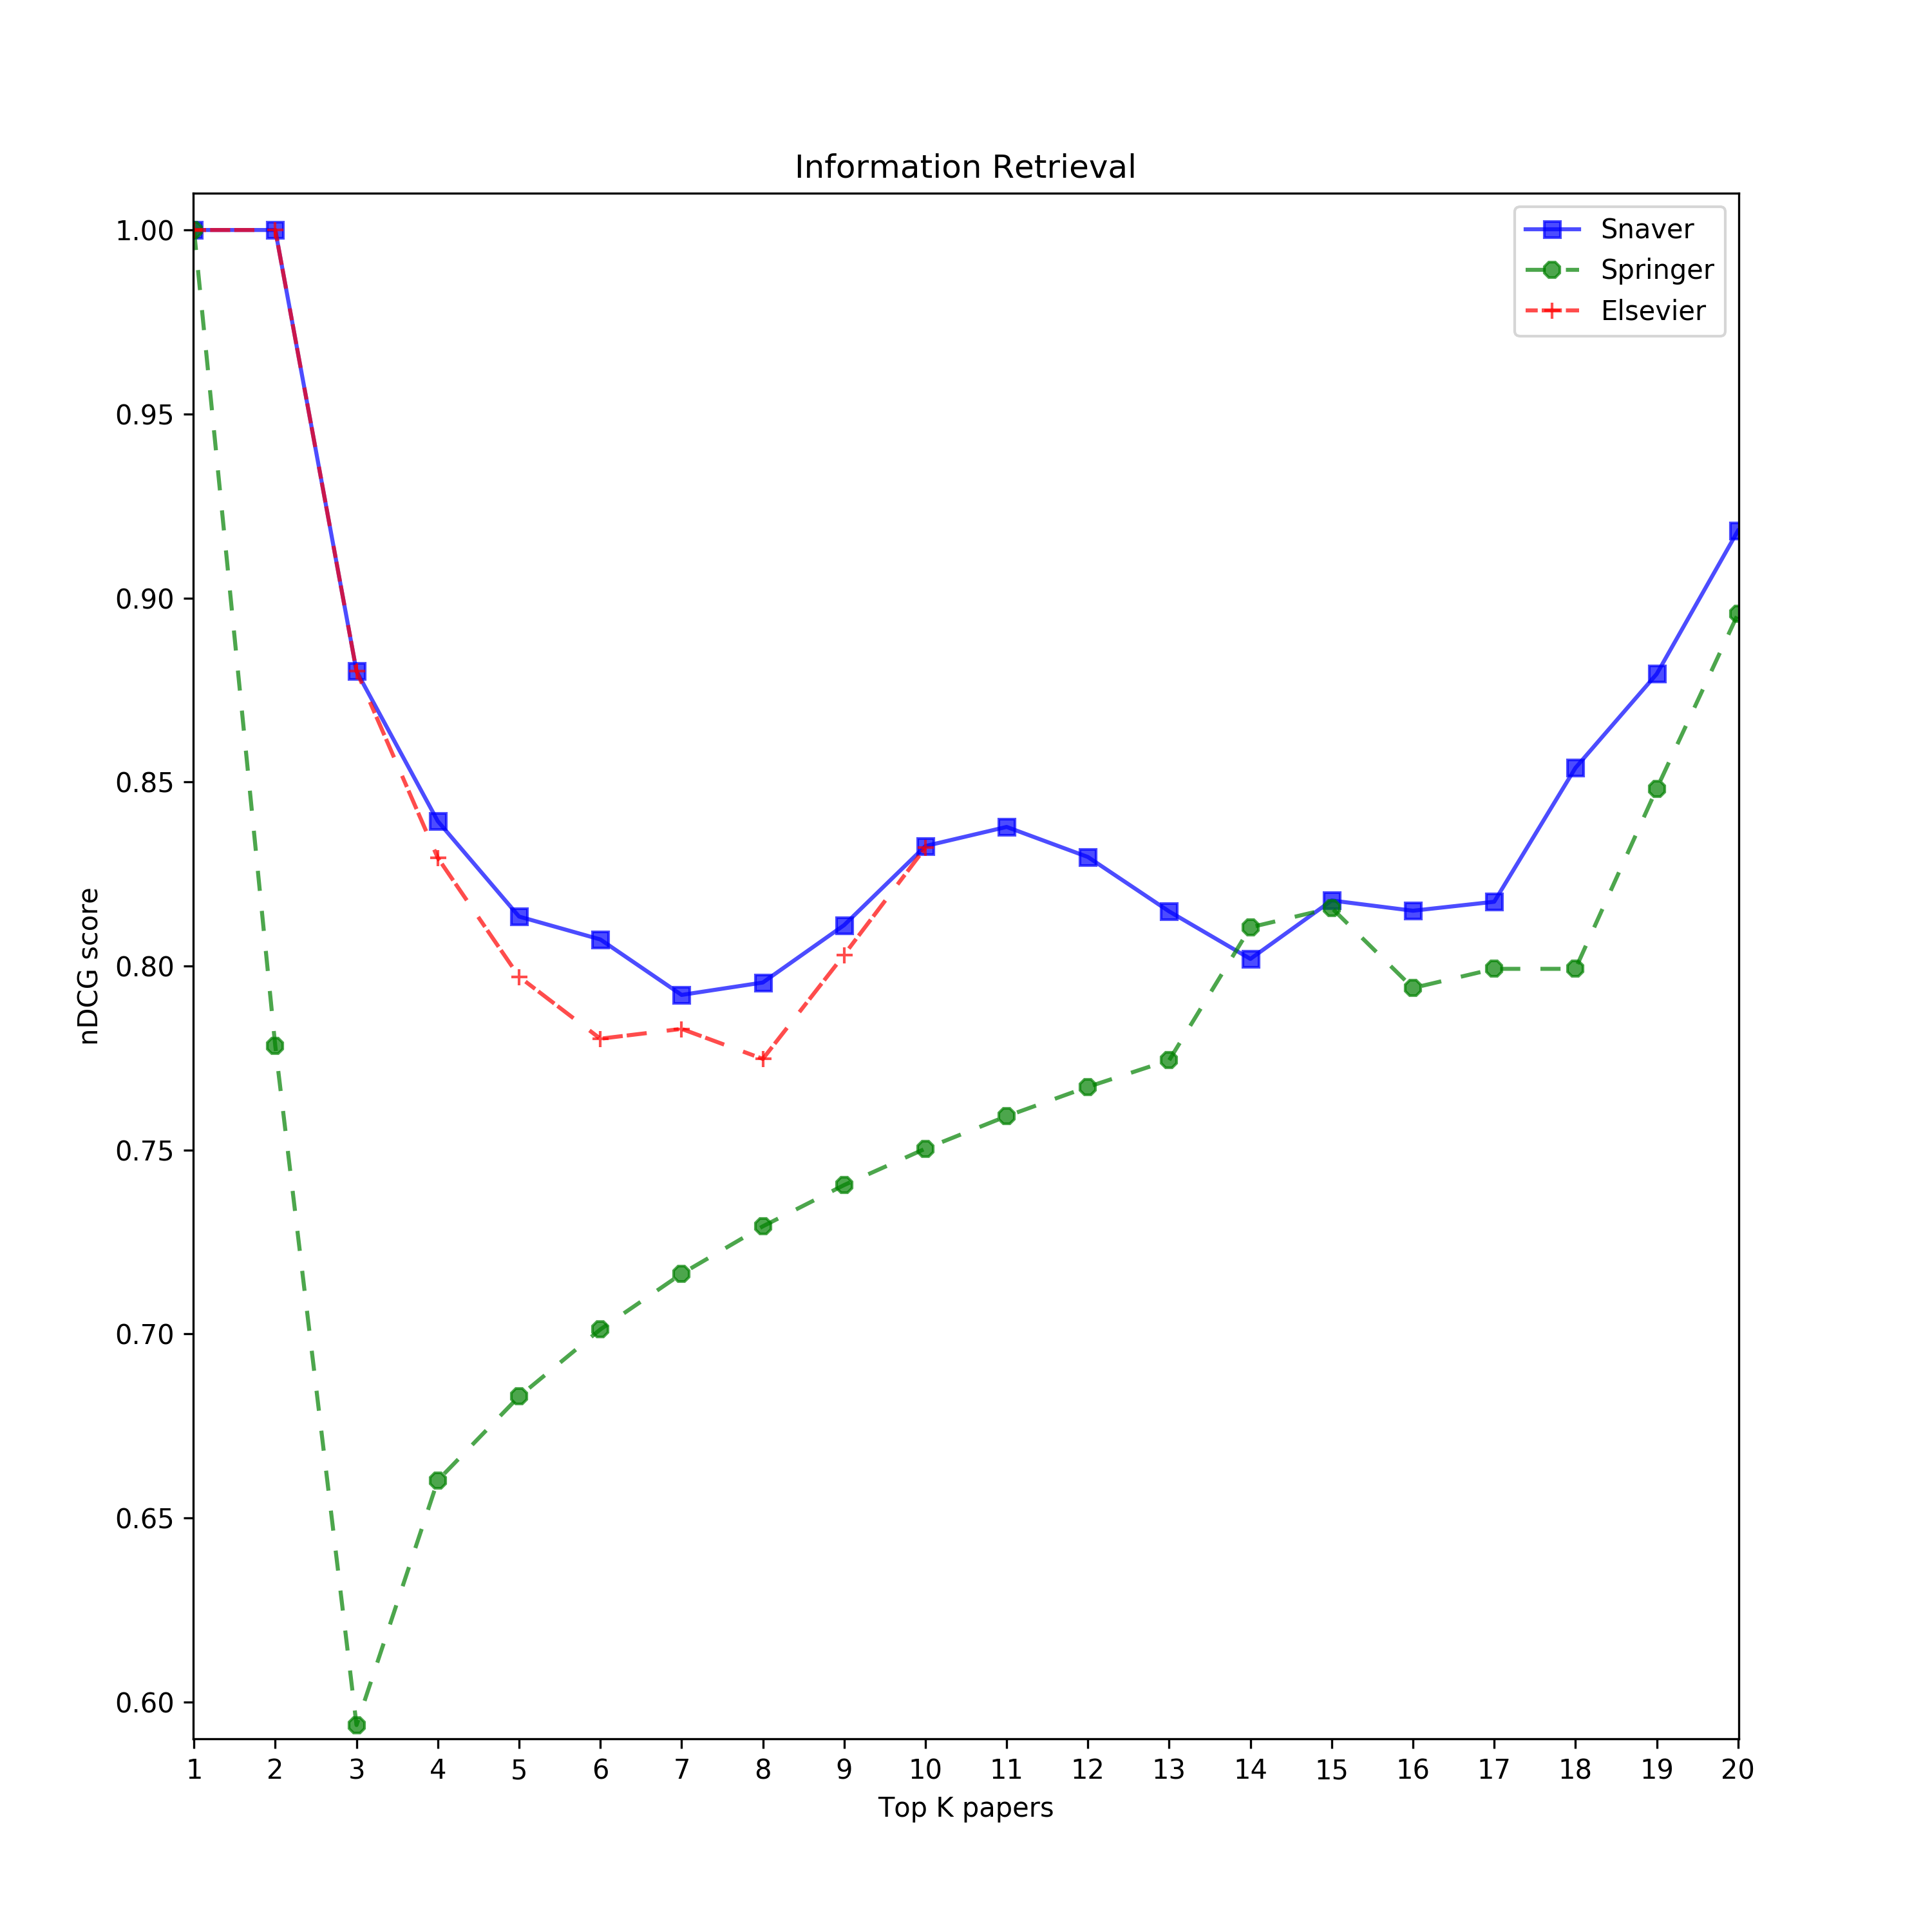 Information Retrieval
1.00
0.95
0.90
0.85
0.80
0.75
0.70
0.65
0.60
nDCG score
Snaver
Springer
Elsevier
1 2 3 4 5 6 7 8 9 10 11 12 13 14 15 16 17 18 19 20
Top K papers